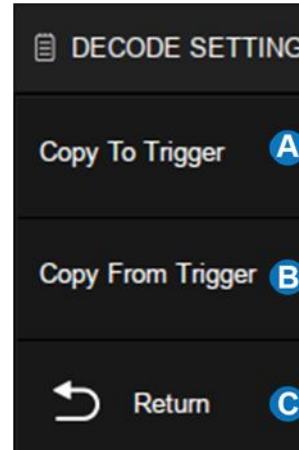 DECODE SETTING
Copy To Trigger A
Copy From Trigger B
Return C